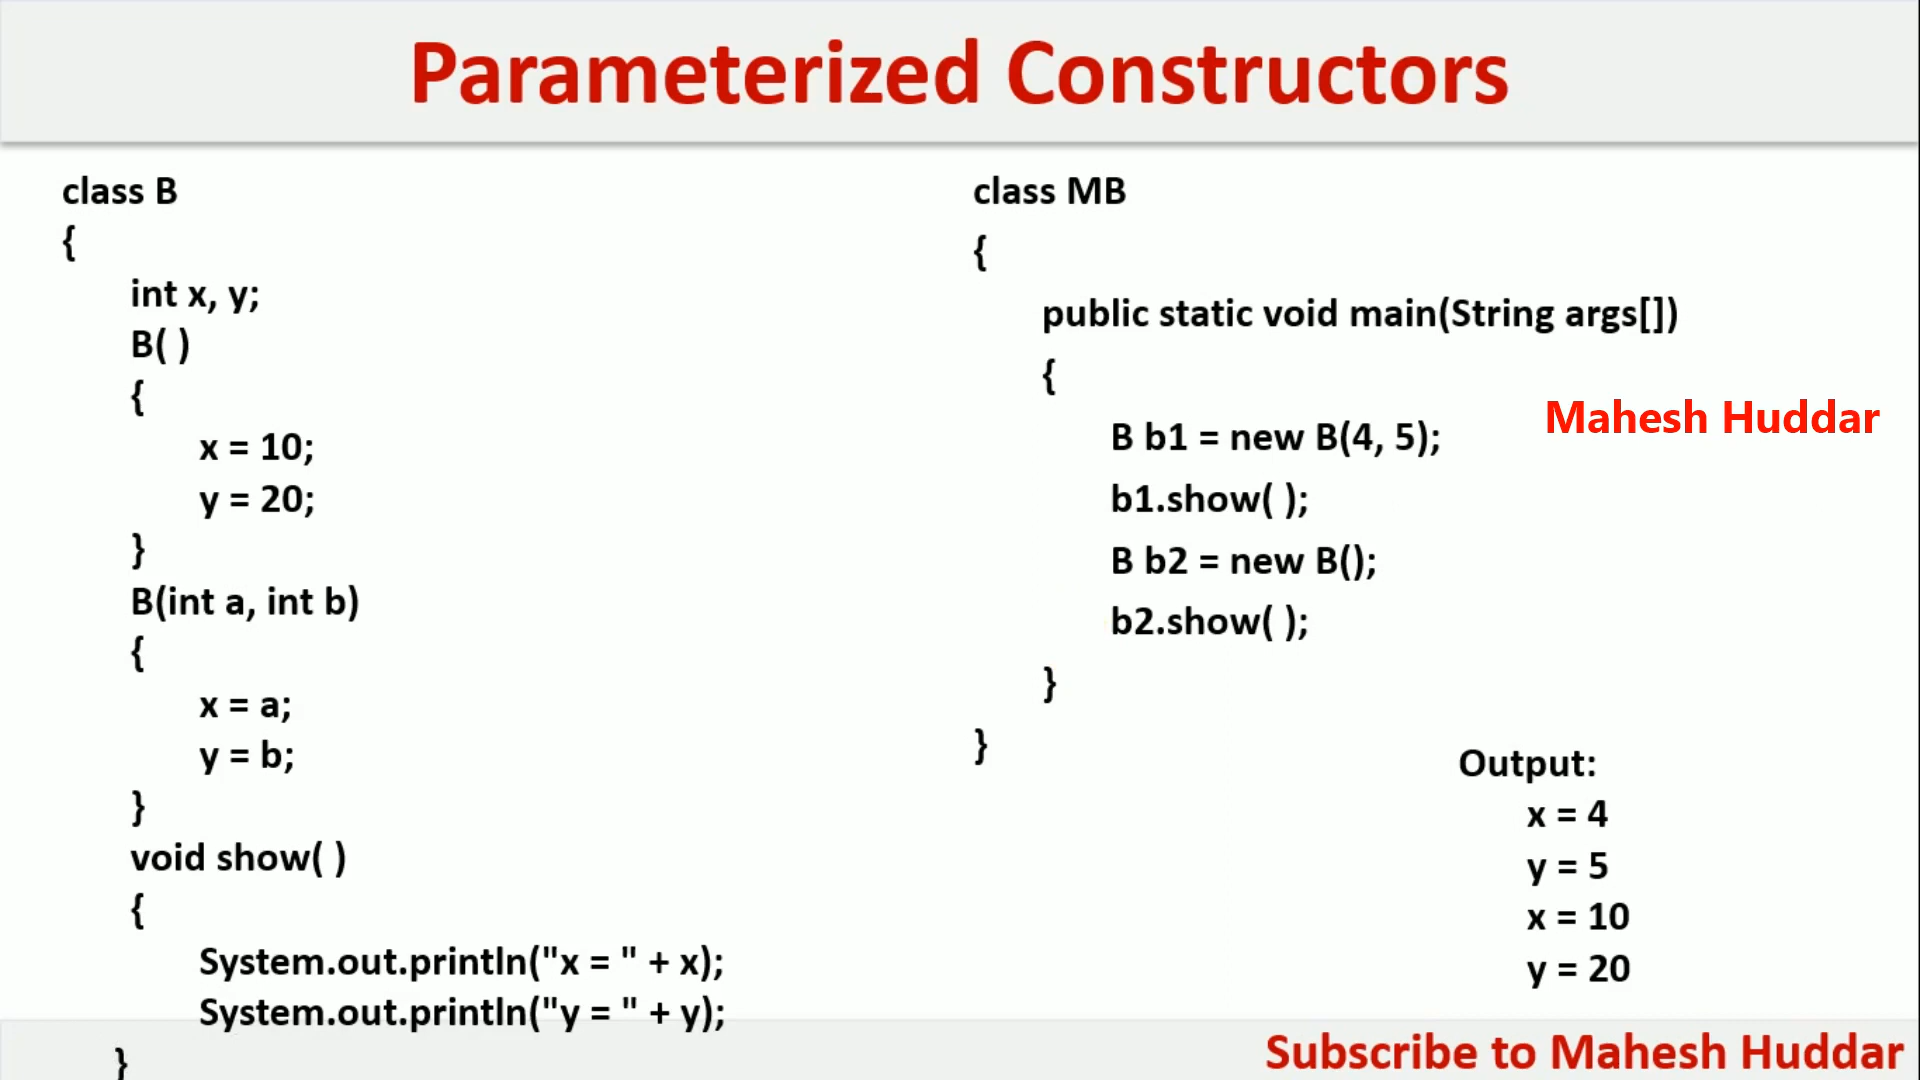 Parameterized Constructors
class B
{
int x, y;
B( )
{
x = 10;
y = 20;
}
B(int a, int b)
{
x = a;
y = b;
}
void show( )
{
System.out.println("x = " + x);
System.out.println("y = " + y);
}
class MB
{
public static void main(String args[])
{
B b1 = new B(4, 5);
b1.show( );
B b2 = new B();
b2.show( );
}
}
Mahesh Huddar
Output:
x = 4
y = 5
x = 10
y = 20
Subscribe to Mahesh Huddar